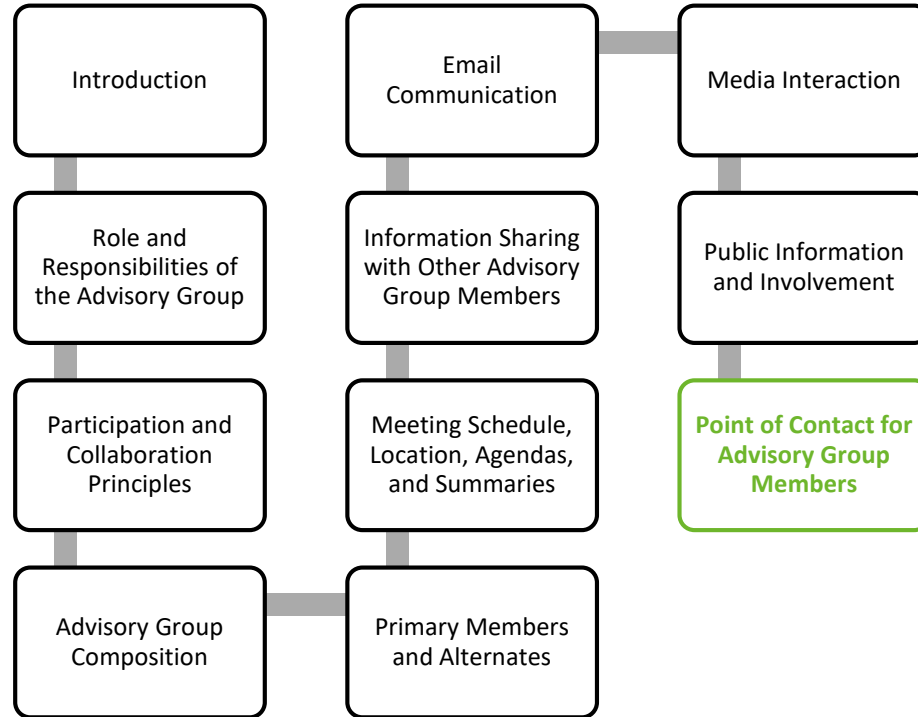 Introduction
Role and
Responsibilities of
the Advisory Group
Participation and
Collaboration
Principles
Advisory Group
Composition
Primary Members
and Alternates
Meeting Schedule,
Location, Agendas,
and Summaries
Information Sharing
with Other Advisory
Group Members
Email
Communication
Media Interaction
Public Information
and Involvement
Point of Contact for
Advisory Group
Members